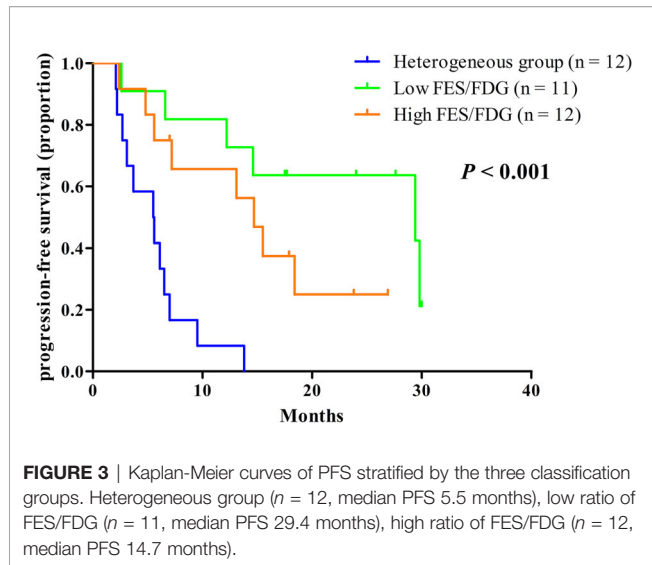 Heterogeneous group (n = 12)
Low FES/FDG (n = 11)
High FES/FDG (n = 12)
P < 0.001
progression-free survival (proportion)
1.0
0.8
0.6
0.4
0.2
0.0
0 10 20 30 40
Months
FIGURE 3 | Kaplan-Meier curves of PFS stratified by the three classification
groups. Heterogeneous group (n = 12, median PFS 5.5 months), low ratio of
FES/FDG (n = 11, median PFS 29.4 months), high ratio of FES/FDG (n = 12,
median PFS 14.7 months).